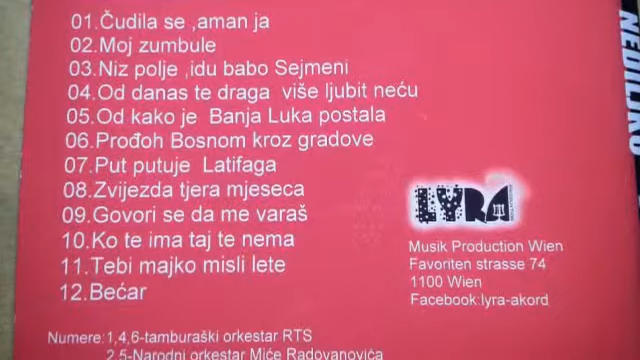 01.Čudila se ,aman ja
02.Moj zumbule
03.Niz polje ,idu babo Sejmeni
04.Od danas te draga više ljubit neću
05.Od kako je Banja Luka postala
06.Prođoh Bosnom kroz gradove
07.Put putuje Latifaga
08.Zvijezda tjera mjeseca
09.Govori se da me varaš
10.Ko te ima taj te nema
11.Tebi majko misli lete
12.Bećar
LYRA
Musik Production Wien
Favoriten strasse 74
1100 Wien
Facebook:lyra-akord
Numere:1,4,6-tamburaški orkestar RTS
2,5-Narodni orkestar Miće Radovanovića